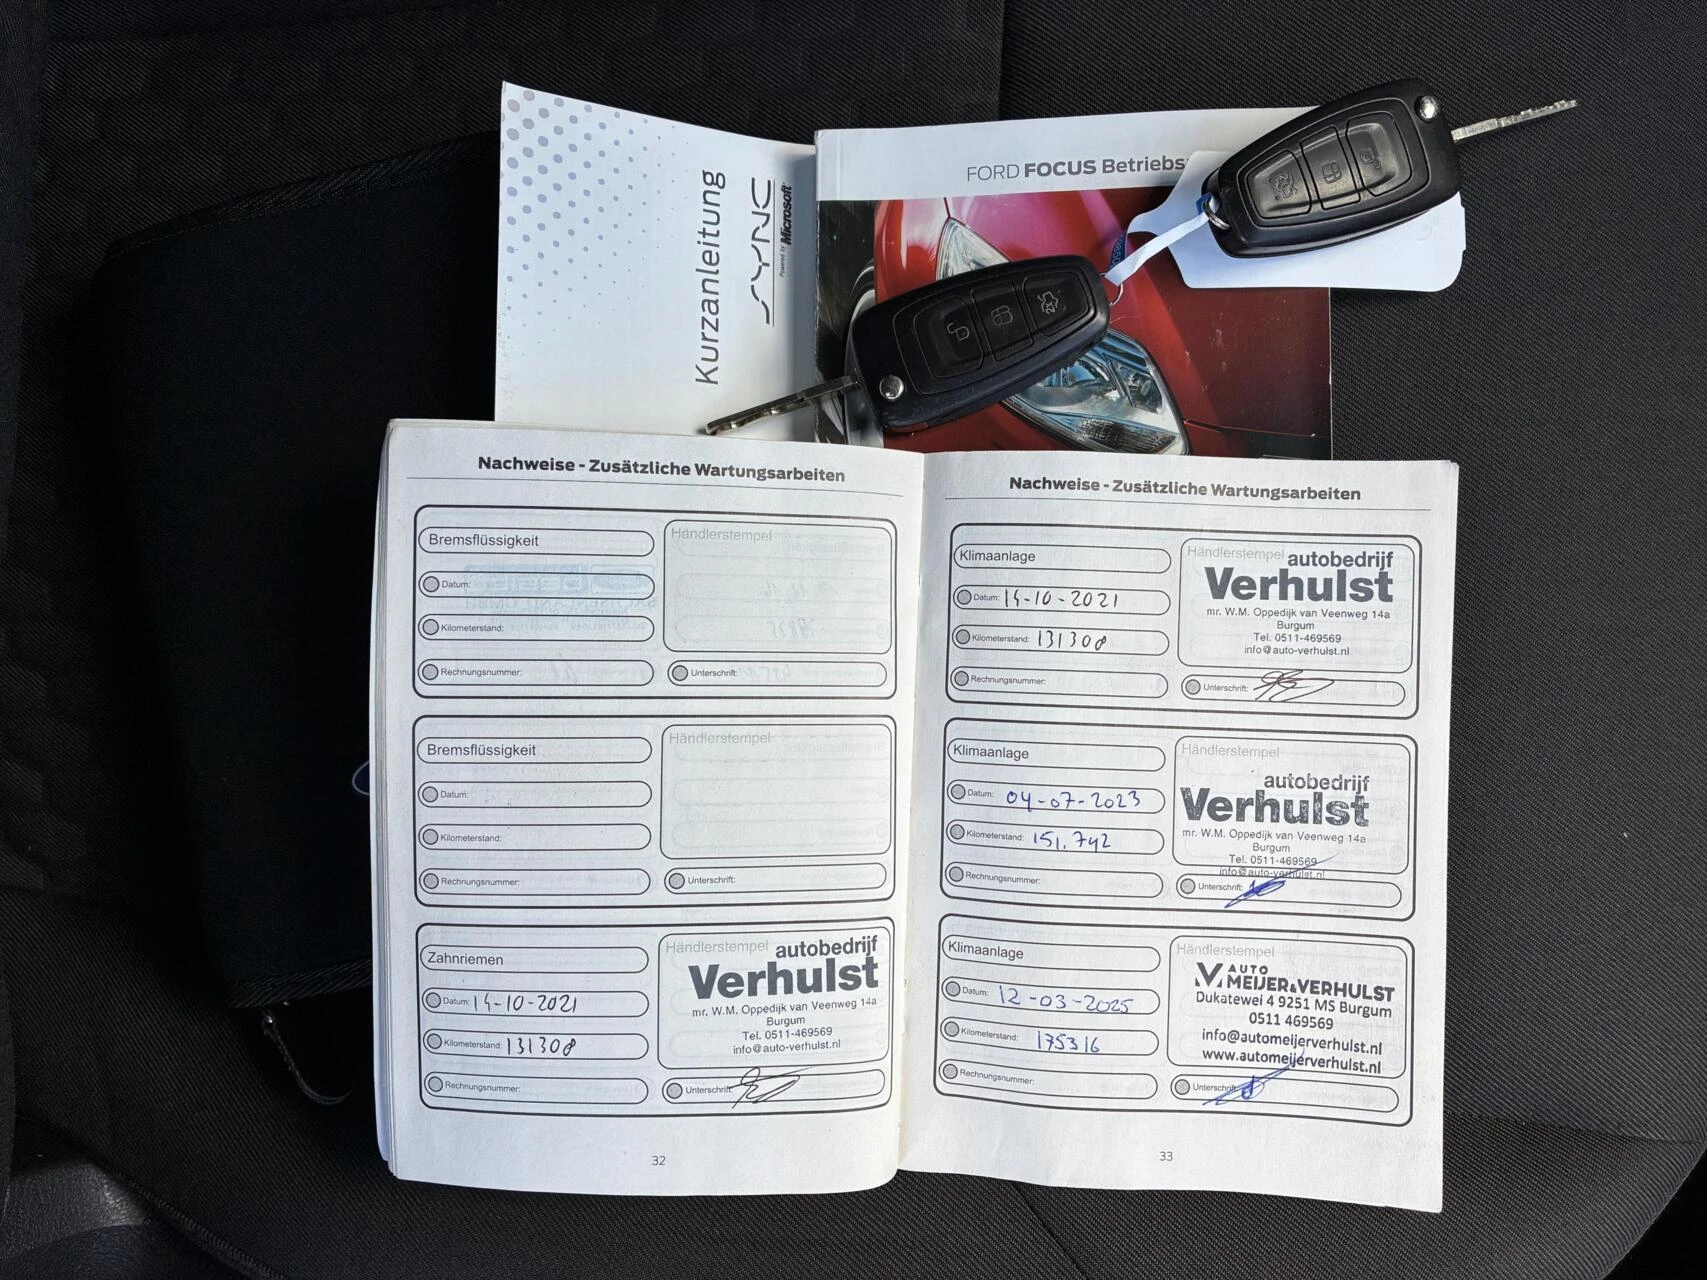 Kurzanleitung
SYNC
Powered by Microsoft
FORD FOCUS Betriebs
Nachweise - Zusätzliche Wartungsarbeiten
Bremsflüssigkeit
Händlerstempel
Datum:
Kilometerstand:
Rechnungsnummer:
Unterschrift:
Bremsflüssigkeit
Händlerstempel
Datum:
Kilometerstand:
Rechnungsnummer:
Unterschrift:
Zahnriemen
Händlerstempel
autobedrijf
Verhulst
mr. W.M. Oppedijk van Veenweg 14a
Burgum
Tel. 0511-469569
info@auto-verhulst.nl
Datum: 14-10-2021
Kilometerstand: 131308
Rechnungsnummer:
Unterschrift:
32
Nachweise - Zusätzliche Wartungsarbeiten
Klimaanlage
Händlerstempel
autobedrijf
Verhulst
mr. W.M. Oppedijk van Veenweg 14a
Burgum
Tel. 0511-469569
info@auto-verhulst.nl
Datum: 14-10-2021
Kilometerstand: 131308
Rechnungsnummer:
Unterschrift:
Klimaanlage
Händlerstempel
autobedrijf
Verhulst
mr. W.M. Oppedijk van Veenweg 14a
Burgum
Tel. 0511-469569
info@auto-verhulst.nl
Datum: 04-07-2023
Kilometerstand: 151.742
Rechnungsnummer:
Unterschrift:
Klimaanlage
Händlerstempel
AUTO
MEIJER & VERHULST
Dukatewei 4 9251 MS Burgum
0511 469569
info@automeijerverhulst.nl
www.automeijerverhulst.nl
Datum: 12-03-2025
Kilometerstand: 175316
Rechnungsnummer:
Unterschrift:
33